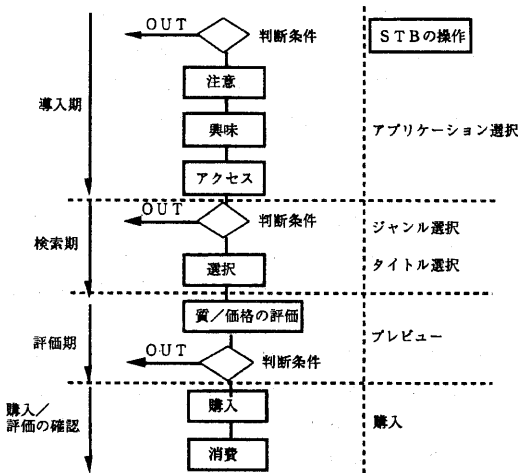 OUT
判断条件
STBの操作
注意
導入期
興味
アプリケーション選択
アクセス
OUT
判断条件
ジャンル選択
検索期
選択
タイトル選択
質/価格の評価
評価期
プレビュー
OUT
判断条件
購入/
評価の確認
購入
購入
消費